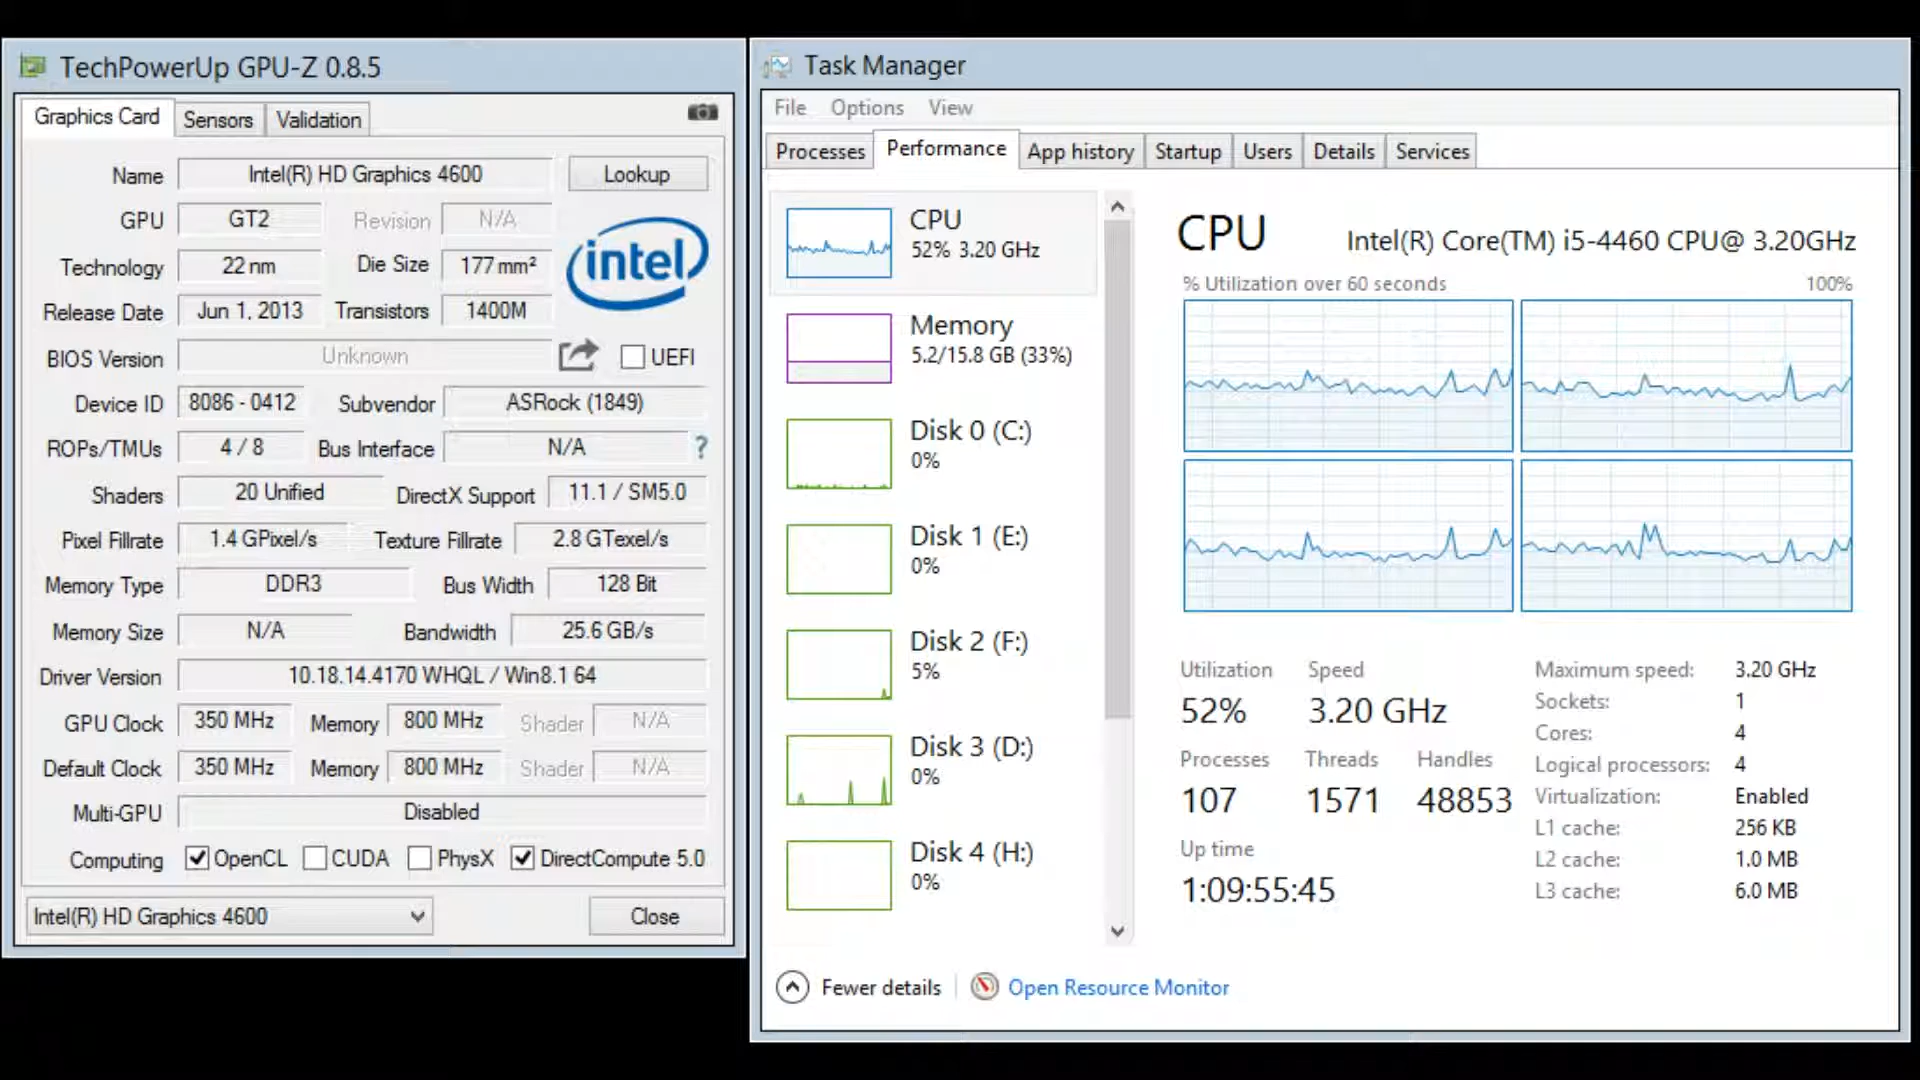 TechPowerUp GPU-Z 0.8.5
Graphics Card Sensors Validation
Name Intel(R) HD Graphics 4600 Lookup
GPU GT2 Revision N/A
intel
Technology 22 nm Die Size 177 mm²
Release Date Jun 1, 2013 Transistors 1400M
BIOS Version Unknown UEFI
Device ID 8086 - 0412 Subvendor ASRock (1849)
ROPs/TMUs 4 / 8 Bus Interface N/A ?
Shaders 20 Unified DirectX Support 11.1 / SM5.0
Pixel Fillrate 1.4 GPixel/s Texture Fillrate 2.8 GTexel/s
Memory Type DDR3 Bus Width 128 Bit
Memory Size N/A Bandwidth 25.6 GB/s
Driver Version 10.18.14.4170 WHQL / Win8.1 64
GPU Clock 350 MHz Memory 800 MHz Shader N/A
Default Clock 350 MHz Memory 800 MHz Shader N/A
Multi-GPU Disabled
Computing OpenCL CUDA PhysX DirectCompute 5.0
Intel(R) HD Graphics 4600 Close
Task Manager
File Options View
Processes Performance App history Startup Users Details Services
CPU
52% 3.20 GHz
Memory
5.2/15.8 GB (33%)
Disk 0 (C:)
0%
Disk 1 (E:)
0%
Disk 2 (F:)
5%
Disk 3 (D:)
0%
Disk 4 (H:)
0%
CPU Intel(R) Core(TM) i5-4460 CPU@ 3.20GHz
% Utilization over 60 seconds 100%
Utilization Speed
52% 3.20 GHz
Processes Threads Handles
107 1571 48853
Up time
1:09:55:45
Maximum speed: 3.20 GHz
Sockets: 1
Cores: 4
Logical processors: 4
Virtualization: Enabled
L1 cache: 256 KB
L2 cache: 1.0 MB
L3 cache: 6.0 MB
Fewer details Open Resource Monitor